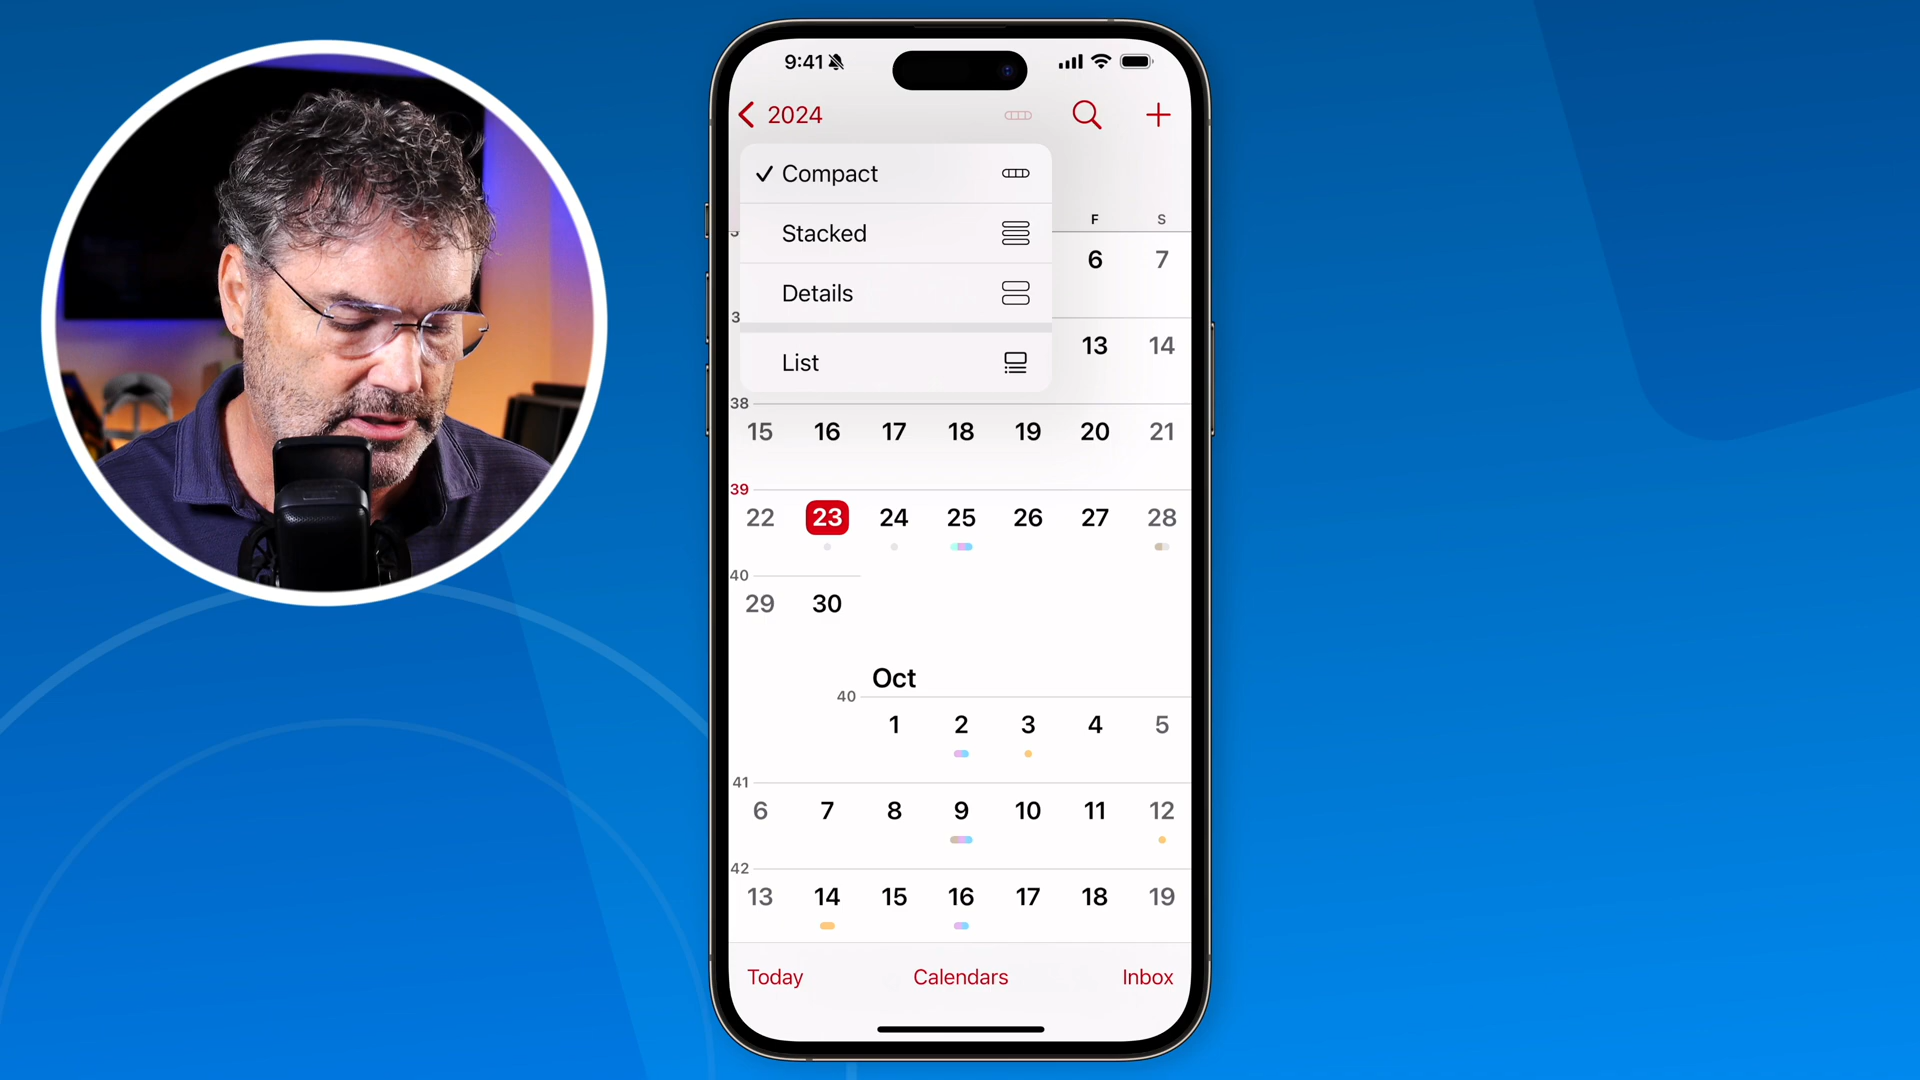 9:41
2024
Compact
Stacked
Details
List
F S
6 7
3
13 14
38
15 16 17 18 19 20 21
39
22 23 24 25 26 27 28
40
29 30
Oct
40
1 2 3 4 5
41
6 7 8 9 10 11 12
42
13 14 15 16 17 18 19
Today Calendars Inbox